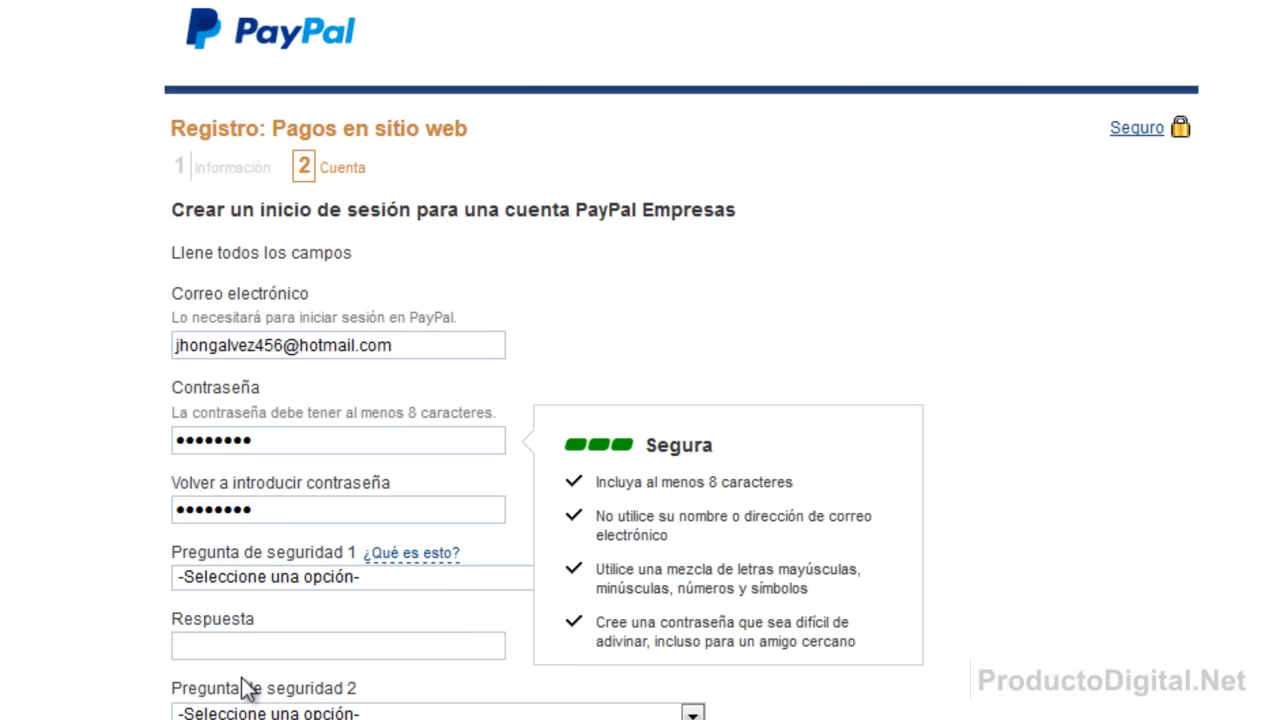 PayPal
Registro: Pagos en sitio web
Seguro
1 Información 2 Cuenta
Crear un inicio de sesión para una cuenta PayPal Empresas
Llene todos los campos
Correo electrónico
Lo necesitará para iniciar sesión en PayPal.
jhongalvez456@hotmail.com
Contraseña
La contraseña debe tener al menos 8 caracteres.
••••••••
Volver a introducir contraseña
••••••••
Pregunta de seguridad 1 ¿Qué es esto?
-Seleccione una opción-
Respuesta
Pregunta de seguridad 2
-Seleccione una opción-
Segura
Incluya al menos 8 caracteres
No utilice su nombre o dirección de correo
electrónico
Utilice una mezcla de letras mayúsculas,
minúsculas, números y símbolos
Cree una contraseña que sea difícil de
adivinar, incluso para un amigo cercano
ProductoDigital.Net